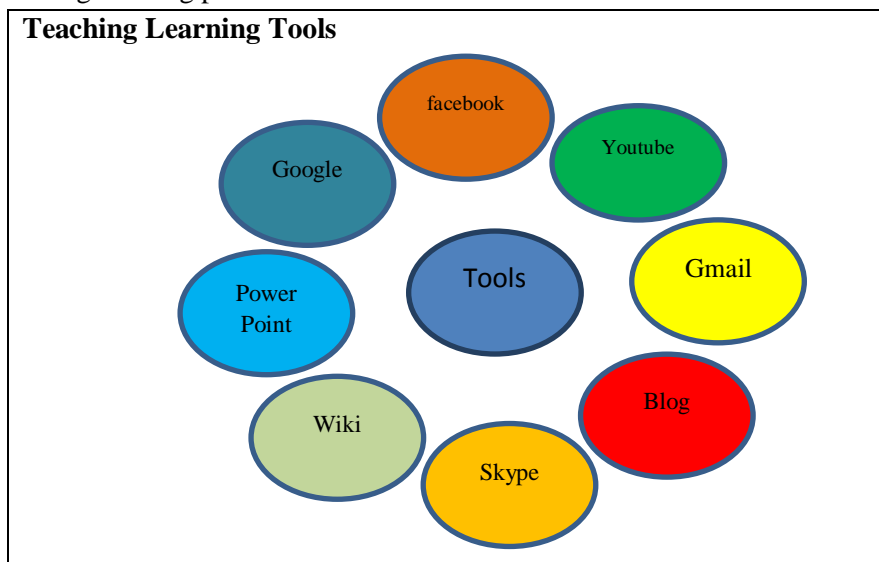 Teaching Learning Tools
facebook
Youtube
Google
Gmail
Tools
Power
Point
Blog
Wiki
Skype